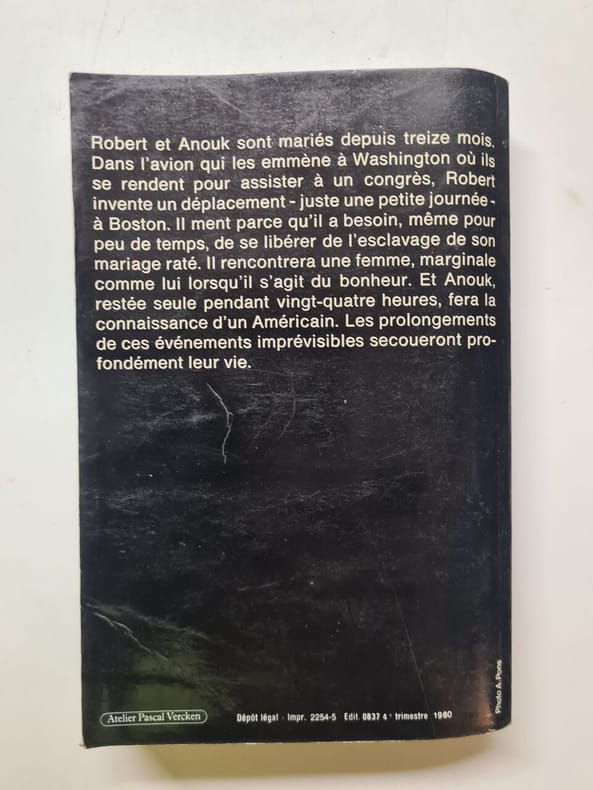 Robert et Anouk sont mariés depuis treize mois.
Dans l'avion qui les emmène à Washington où ils
se rendent pour assister à un congrès, Robert
invente un déplacement - juste une petite journée -
à Boston. Il ment parce qu'il a besoin, même pour
peu de temps, de se libérer de l'esclavage de son
mariage raté. Il rencontrera une femme, marginale
comme lui lorsqu'il s'agit du bonheur. Et Anouk,
restée seule pendant vingt-quatre heures, fera la
connaissance d'un Américain. Les prolongements
de ces événements imprévisibles secoueront pro-
fondément leur vie.
Atelier Pascal Vercken
Dépôt légal - Impr. 2254-5 Edit. 0837 4e trimestre 1980
Photo A. Pons